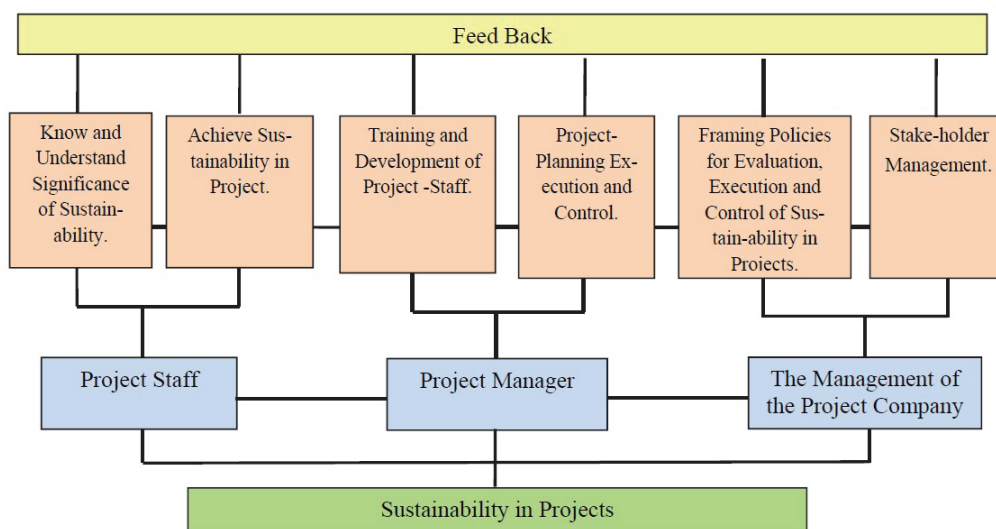 Feed Back
Know and
Understand
Significance
of Sustain-
ability.
Achieve Sus-
tainability in
Project.
Training and
Development of
Project -Staff.
Project-
Planning Ex-
ecution and
Control.
Framing Policies
for Evaluation,
Execution and
Control of Sus-
tain-ability in
Projects.
Stake-holder
Management.
Project Staff
Project Manager
The Management of
the Project Company
Sustainability in Projects